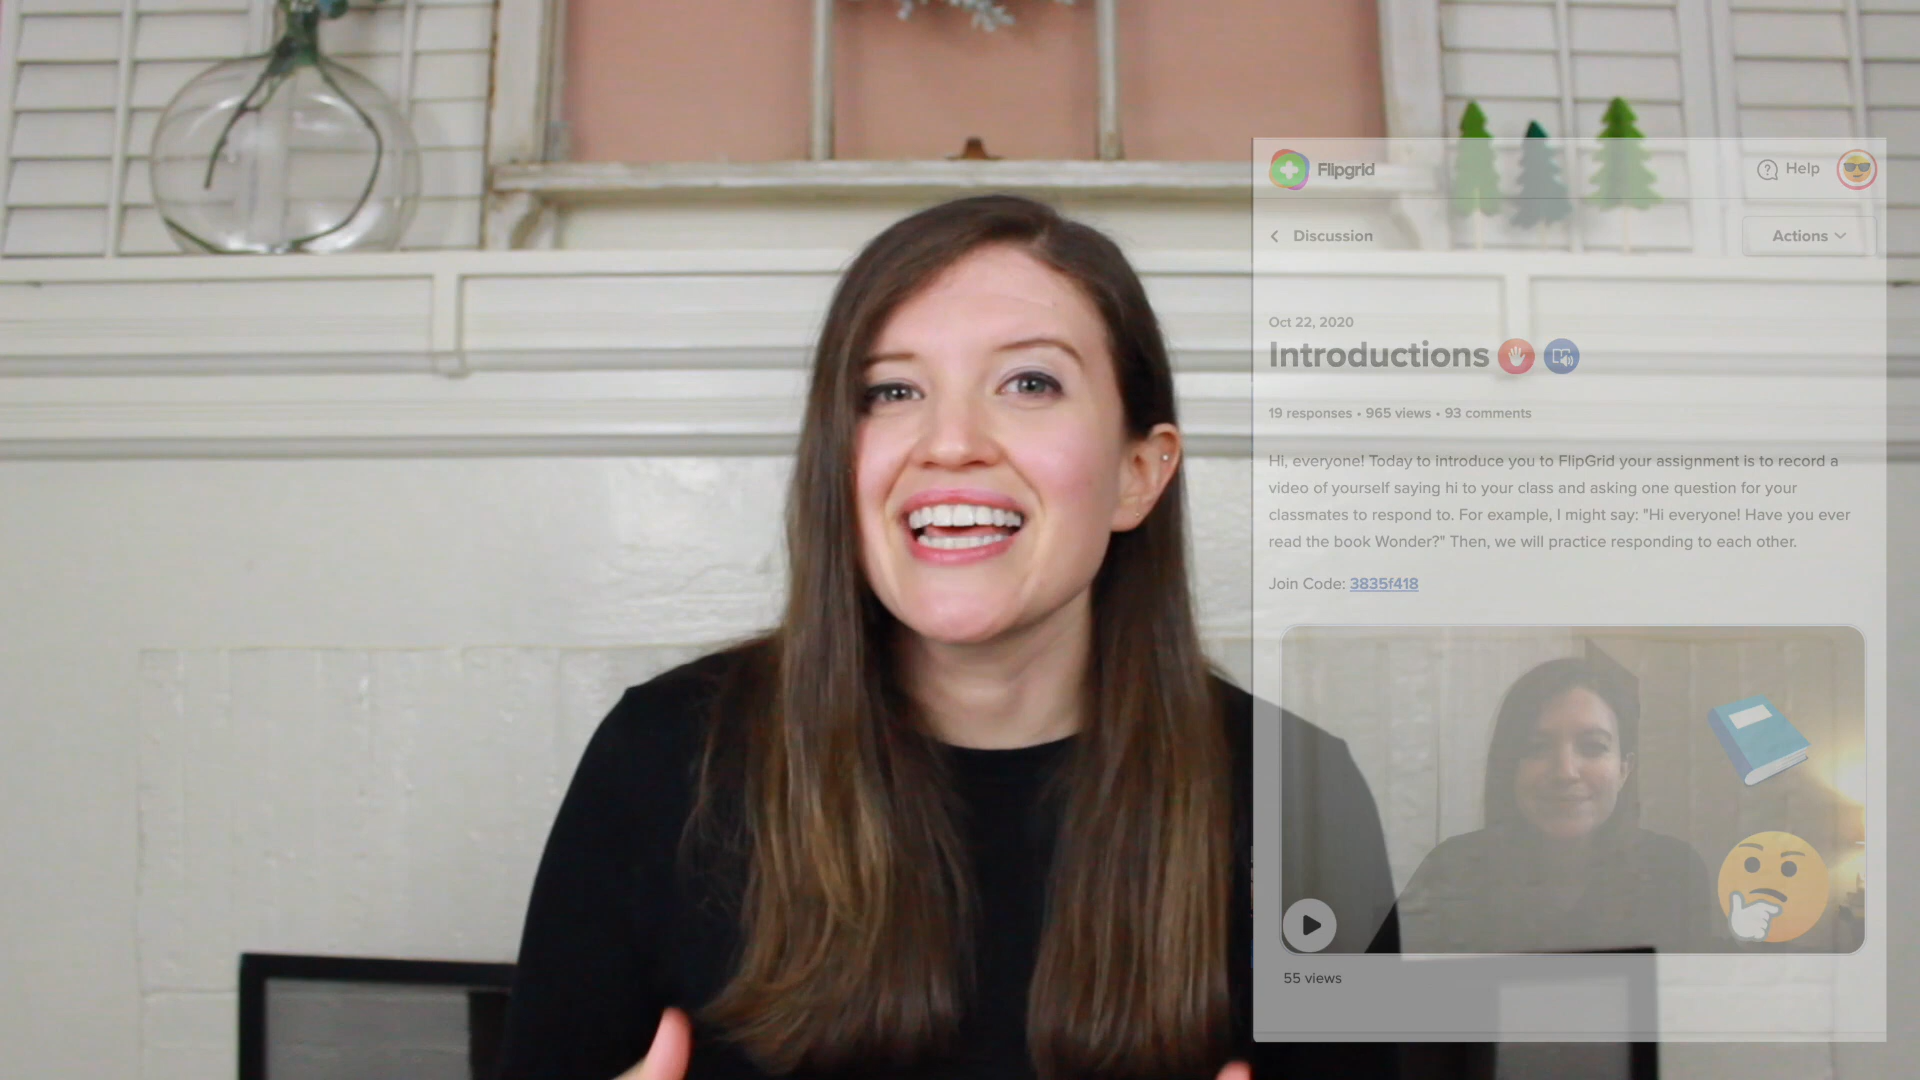 Flipgrid
Help
Discussion
Actions
Oct 22, 2020
Introductions
19 responses • 965 views • 93 comments
Hi, everyone! Today to introduce you to FlipGrid your assignment is to record a
video of yourself saying hi to your class and asking one question for your
classmates to respond to. For example, I might say: "Hi everyone! Have you ever
read the book Wonder?" Then, we will practice responding to each other.
Join Code: 3835f418
55 views